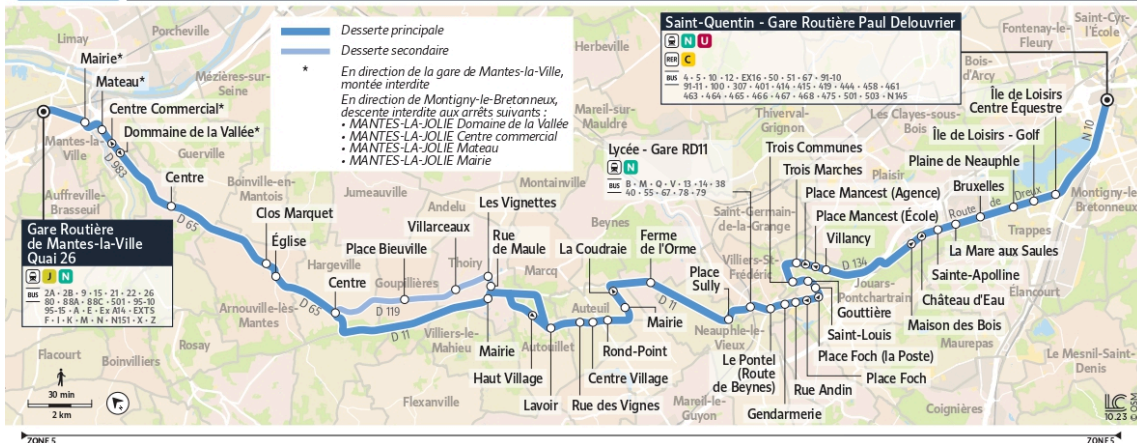 Desserte principale
Desserte secondaire
* En direction de la gare de Mantes-la-Ville,
montée interdite
En direction de Montigny-le-Bretonneux,
descente interdite aux arrêts suivants :
• MANTES-LA-JOLIE Domaine de la Vallée
• MANTES-LA-JOLIE Centre commercial
• MANTES-LA-JOLIE Mateau
• MANTES-LA-JOLIE Mairie
Saint-Quentin - Gare Routière Paul Delouvrier
N U
RER C
BUS 4 • 5 • 10 • 12 • EX16 • 50 • 51 • 67 • 91-10
91-11 • 100 • 307 • 401 • 414 • 415 • 419 • 444 • 458 • 461
463 • 464 • 465 • 466 • 467 • 468 • 475 • 501 • 503 • N145
Lycée - Gare RD11
N
BUS B • M • Q • V • 13 • 14 • 38
40 • 55 • 67 • 78 • 79
Gare Routière
de Mantes-la-Ville
Quai 26
J N
BUS 2A • 2B • 9 • 15 • 21 • 22 • 26
80 • 88A • 88C • 501 • 95-10
95-15 • A • E • Ex A14 • EXTS
F • I • K • M • N • N151 • X • Z
Mairie*
Mateau*
Centre Commercial*
Dommaine de la Vallée*
Centre
Clos Marquet
Église
Centre
Place Bieuville
Villarceaux
Les Vignettes
Rue
de Maule
Mairie
Haut Village
Lavoir
Rue des Vignes
Centre Village
Rond-Point
La Coudraie
Mairie
Ferme
de l'Orme
Place
Sully
Le Pontel
(Route
de Beynes)
Gendarmerie
Rue Andin
Place Foch
Place Foch (la Poste)
Saint-Louis
Gouttière
Trois Communes
Trois Marches
Place Mancest (Agence)
Place Mancest (École)
Villancy
Maison des Bois
Château d'Eau
Sainte-Apolline
La Mare aux Saules
Bruxelles
Plaine de Neauphle
Île de Loisirs - Golf
Île de Loisirs
Centre Équestre
Limay
Porcheville
Mézières-sur-
Seine
Mantes-
la-Ville
Guerville
Auffreville-
Brasseuil
Boinville-en-
Mantois
Jumeauville
Hargeville
Goupillières
Andelu
Thoiry
Montainville
Marcq
Arnouville-lès-
Mantes
Villiers-le-
Mahieu
Autouillet
Auteuil
Flacourt
Boinvilliers
Rosay
Flexanville
Herbeville
Mareil-sur-
Mauldre
Beynes
Saint-Germain-
de-la-Grange
Thiverval-
Grignon
Les Clayes-sous-
Bois
Plaisir
Villiers-St-
Frédéric
Neauphle-le-
Vieux
Mareil-le-
Guyon
Jouars-
Pontchartrain
Maurepas
Coignières
Élancourt
Trappes
Montigny-le-
Bretonneux
Le Mesnil-Saint-
Denis
Fontenay-le-
Fleury
Saint-Cyr-
l'École
Bois-
d'Arcy
D 983
D 65
D 65
D 119
D 11
D 11
D 134
Route de Dreux
N 10
30 min
2 km
LC
10.23 © OSM
ZONE 5
ZONE 5